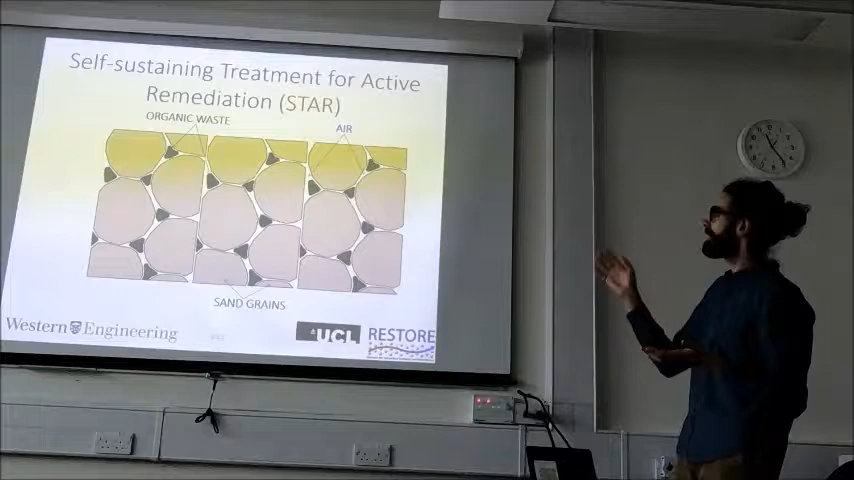 Self-sustaining Treatment for Active
Remediation (STAR)
ORGANIC WASTE
AIR
SAND GRAINS
Western Engineering
UCL
RESTORE